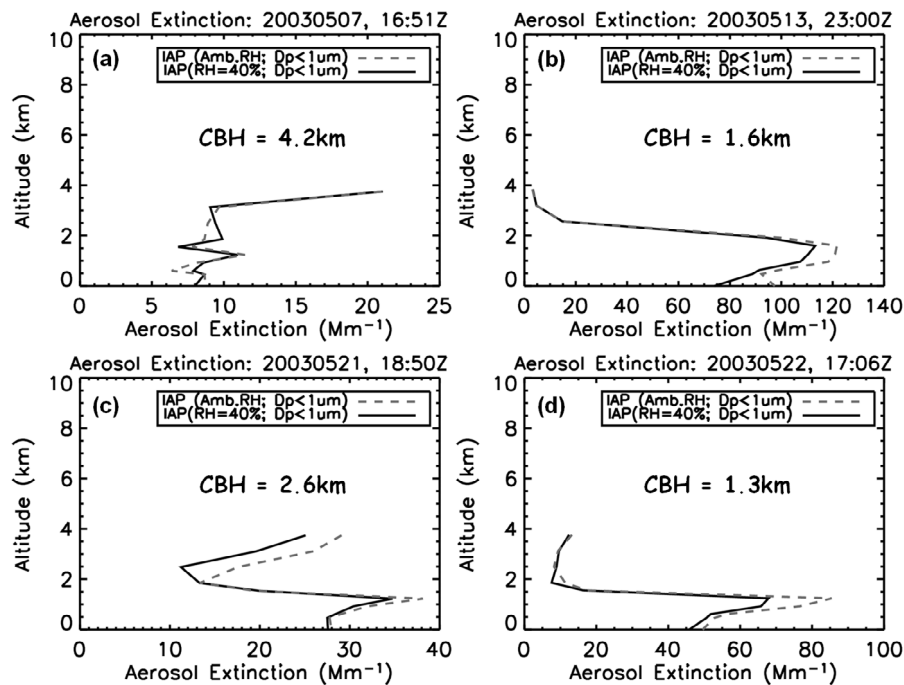 Aerosol Extinction: 20030507, 16:51Z
(a)
IAP (Amb.RH; Dp<1um)
IAP(RH=40%; Dp<1um)
CBH = 4.2km
Altitude (km)
10
8
6
4
2
0
0 5 10 15 20 25
Aerosol Extinction (Mm⁻¹)
Aerosol Extinction: 20030513, 23:00Z
(b)
IAP (Amb.RH; Dp<1um)
IAP(RH=40%; Dp<1um)
CBH = 1.6km
Altitude (km)
10
8
6
4
2
0
0 20 40 60 80 100 120 140
Aerosol Extinction (Mm⁻¹)
Aerosol Extinction: 20030521, 18:50Z
(c)
IAP (Amb.RH; Dp<1um)
IAP(RH=40%; Dp<1um)
CBH = 2.6km
Altitude (km)
10
8
6
4
2
0
0 10 20 30 40
Aerosol Extinction (Mm⁻¹)
Aerosol Extinction: 20030522, 17:06Z
(d)
IAP (Amb.RH; Dp<1um)
IAP(RH=40%; Dp<1um)
CBH = 1.3km
Altitude (km)
10
8
6
4
2
0
0 20 40 60 80 100
Aerosol Extinction (Mm⁻¹)